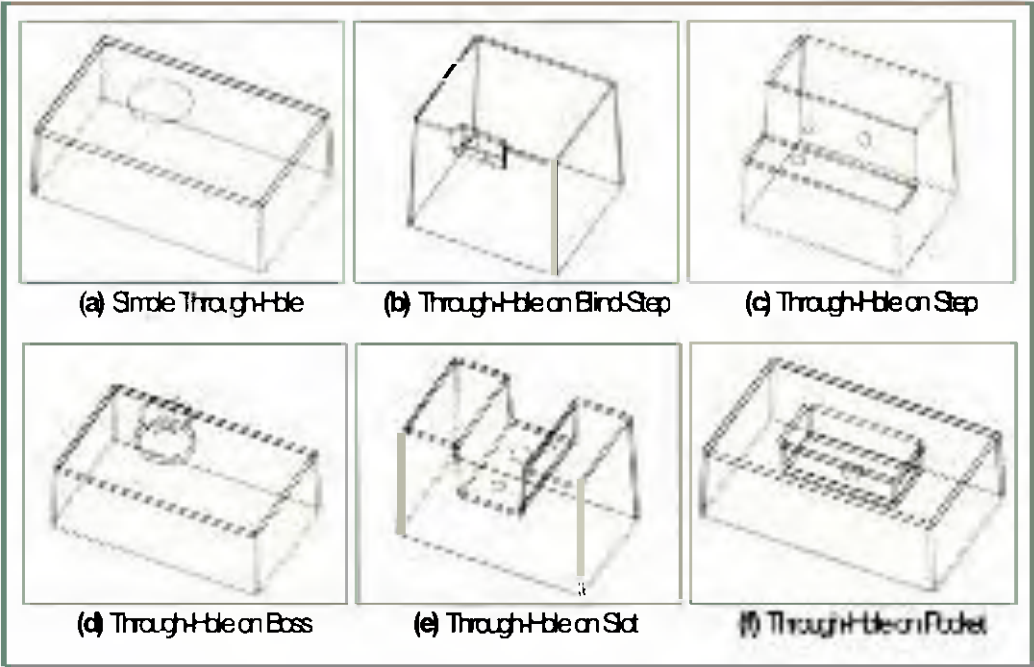 (a) Simple Through-Hole
(b) Through-Hole on Blind-Step
(c) Through-Hole on Step
(d) Through-Hole on Boss
(e) Through-Hole on Slot
(f) Through-Hole on Pocket